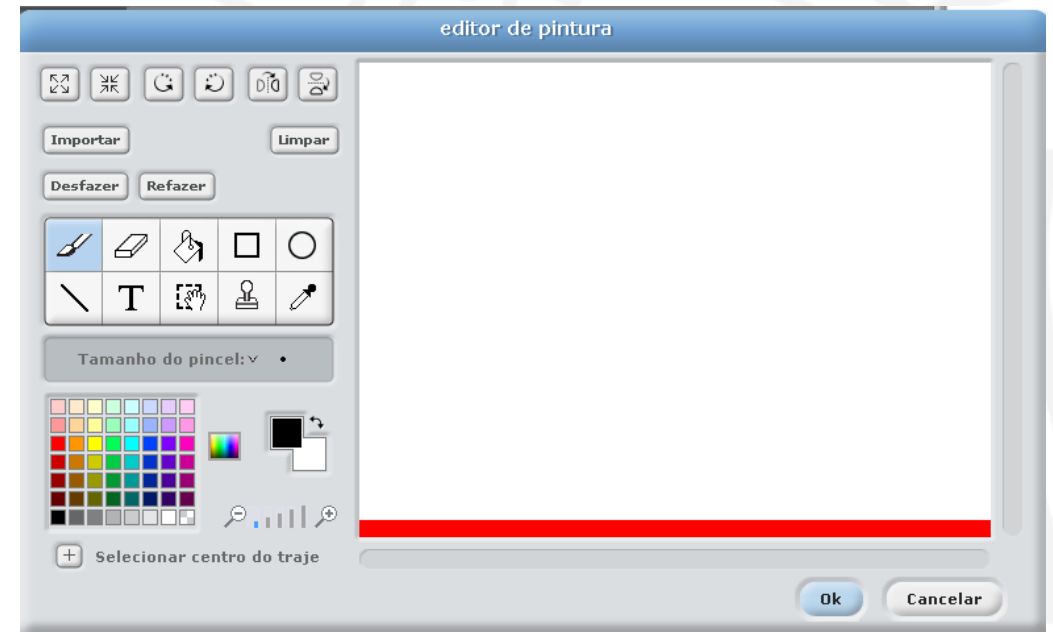 editor de pintura
Importar Limpar
Desfazer Refazer
T
Tamanho do pincel:
Selecionar centro do traje
Ok Cancelar